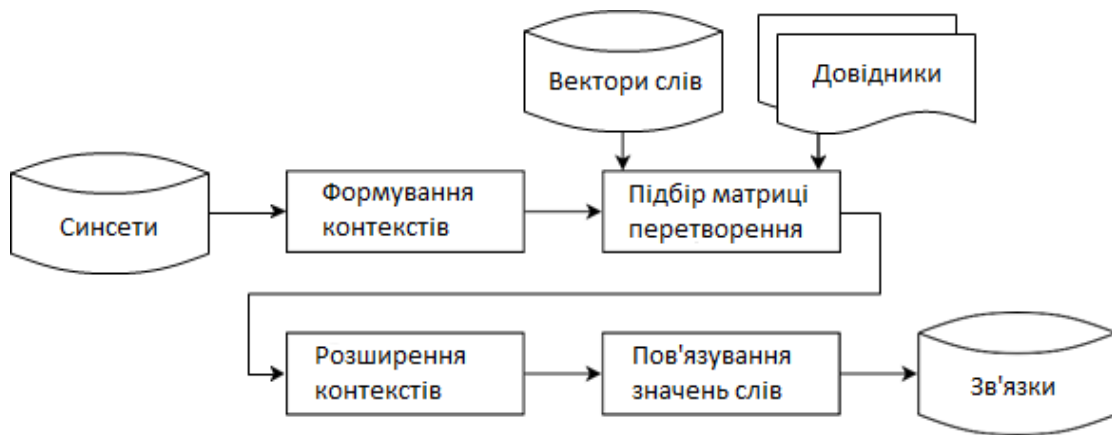 Вектори слів
Довідники
Синсети
Формування
контекстів
Підбір матриці
перетворення
Розширення
контекстів
Пов'язування
значень слів
Зв'язки